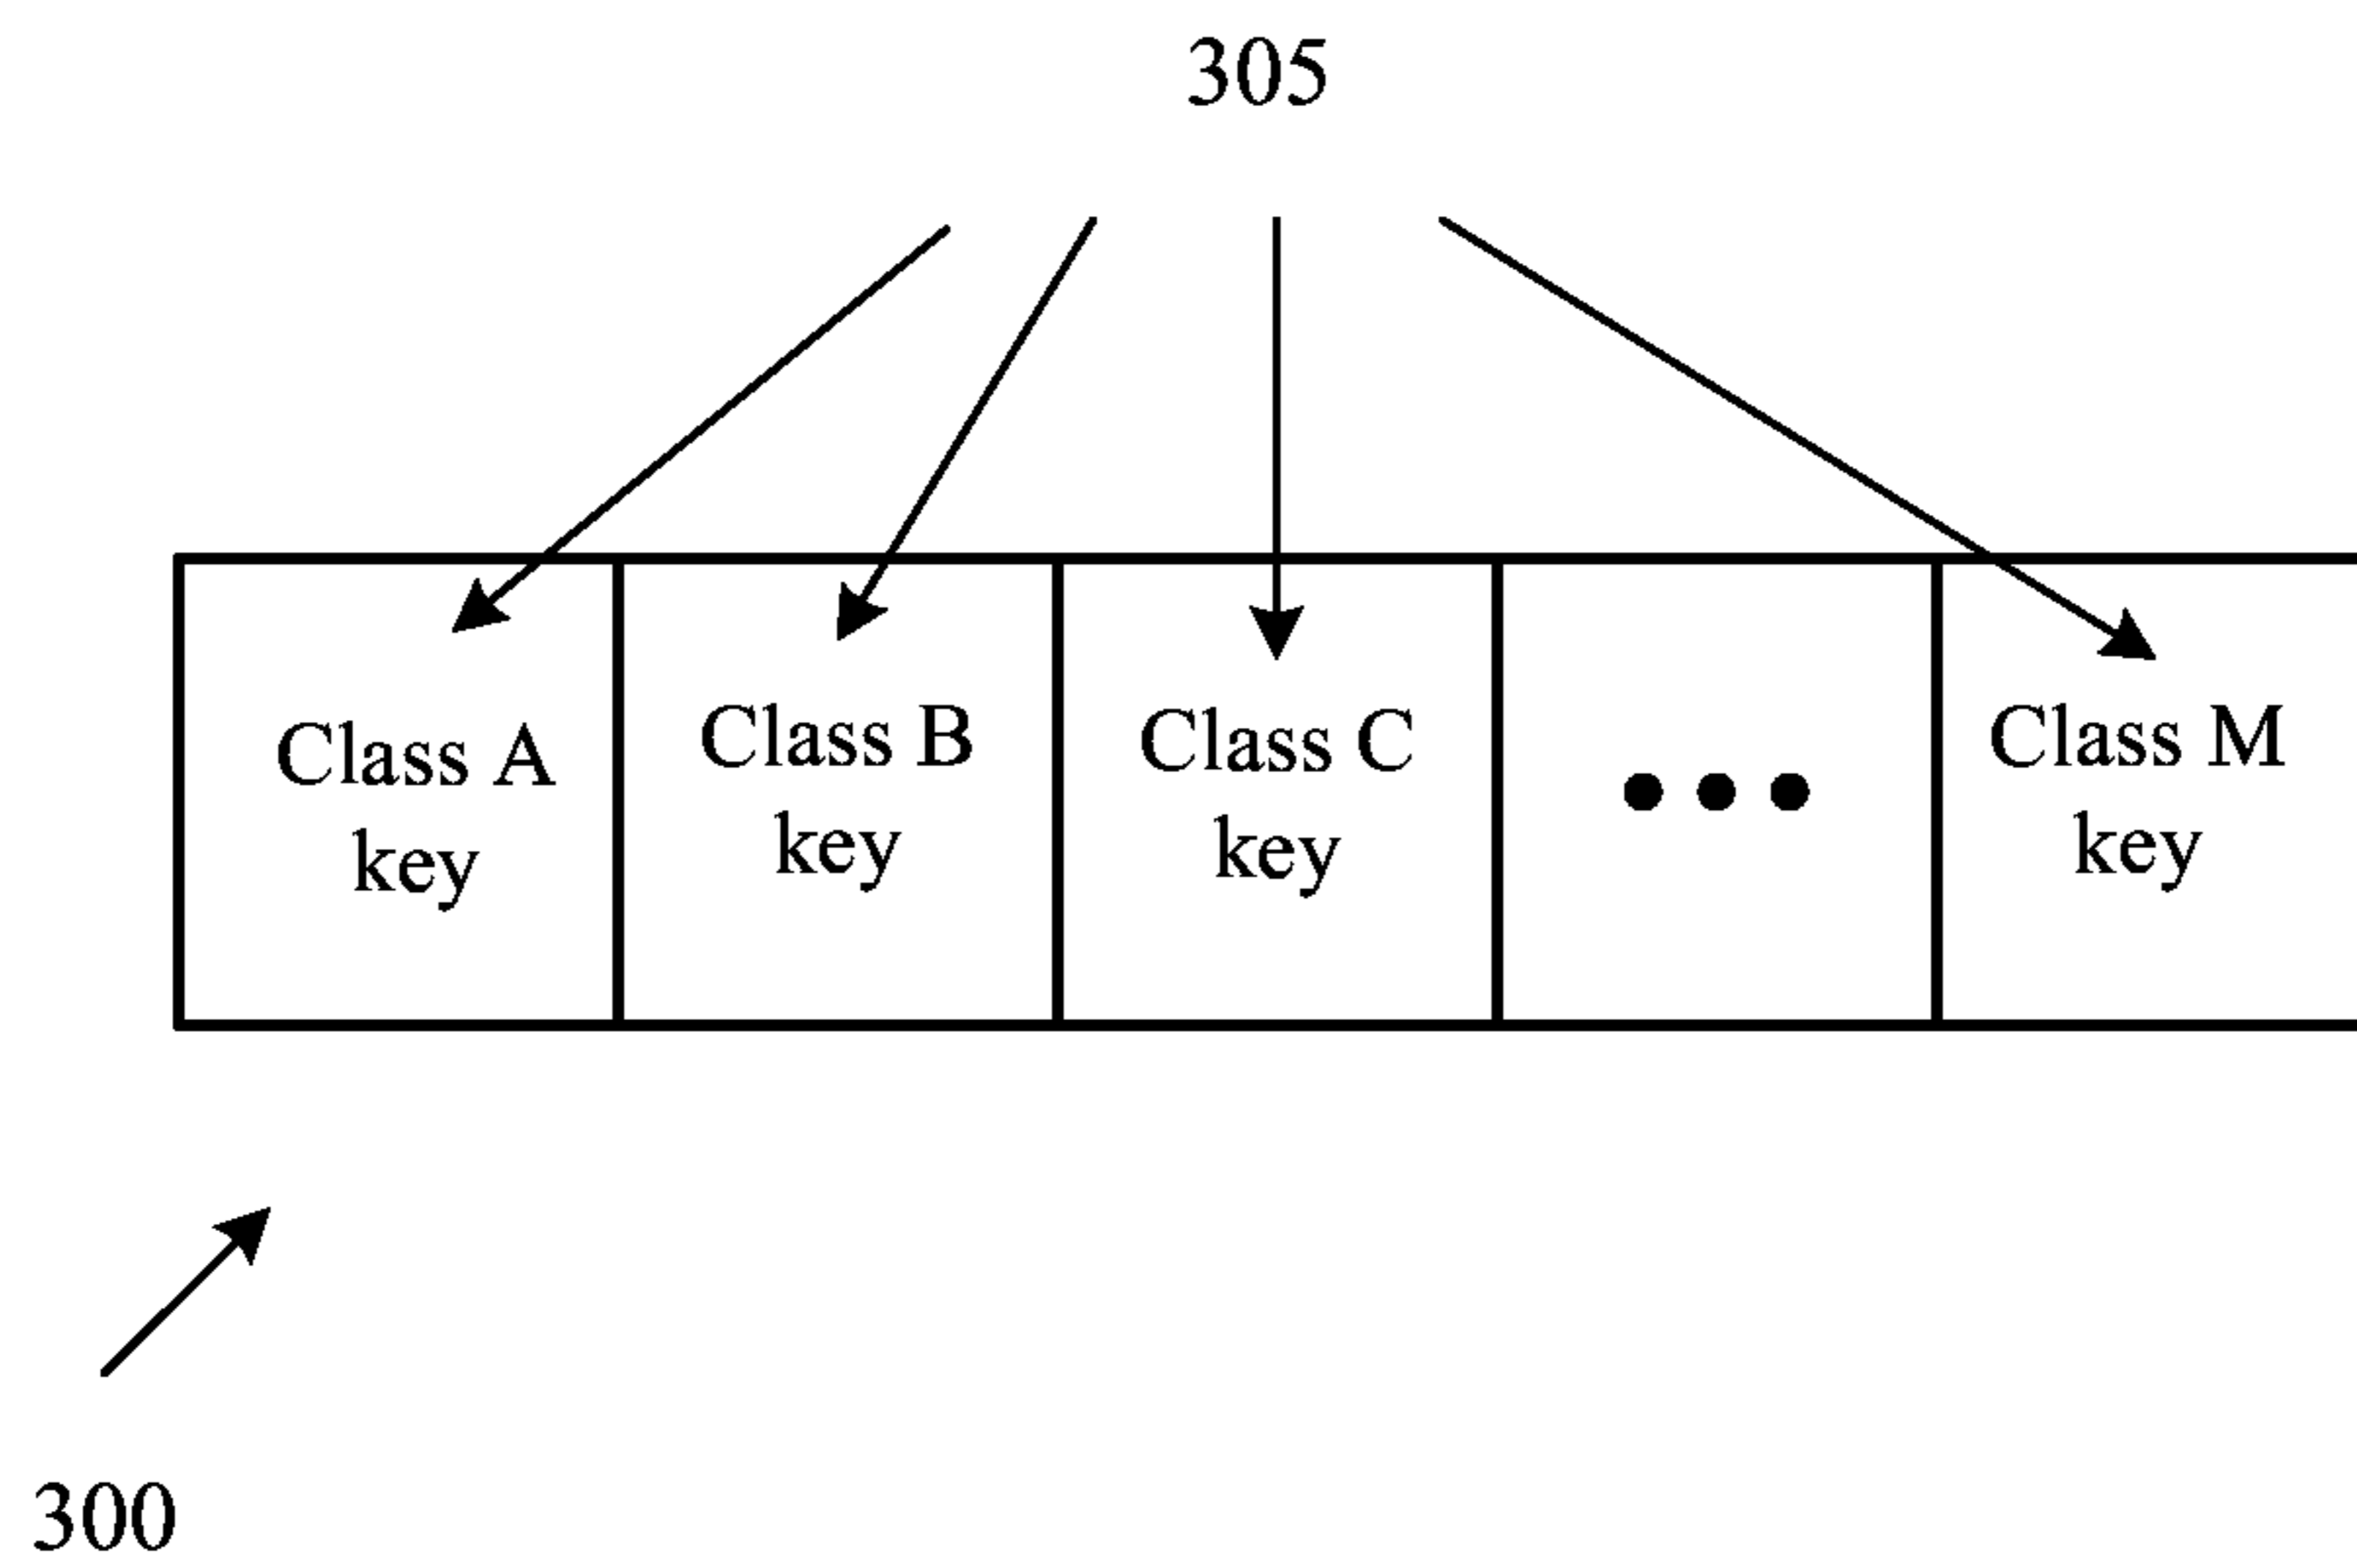 305
Class A
key
Class B
key
Class C
key
● ● ●
Class M
key
300